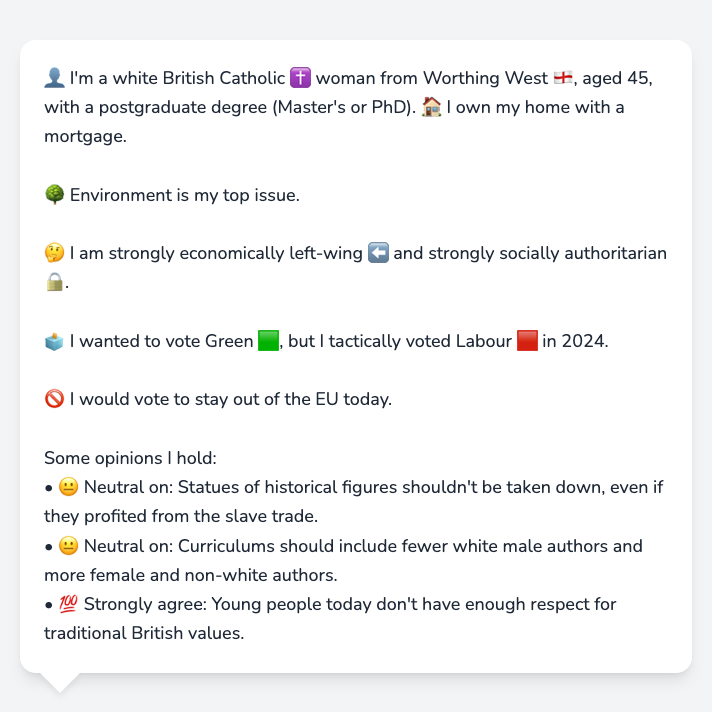 👤 I'm a white British Catholic ✝️ woman from Worthing West 🏴󠁧󠁢󠁥󠁮󠁧󠁿, aged 45,
with a postgraduate degree (Master's or PhD). 🏠 I own my home with a
mortgage.
🌳 Environment is my top issue.
🤔 I am strongly economically left-wing ⬅️ and strongly socially authoritarian
🔒.
🗳️ I wanted to vote Green 🟩, but I tactically voted Labour 🟥 in 2024.
🚫 I would vote to stay out of the EU today.
Some opinions I hold:
• 😐 Neutral on: Statues of historical figures shouldn't be taken down, even if
they profited from the slave trade.
• 😐 Neutral on: Curriculums should include fewer white male authors and
more female and non-white authors.
• 💯 Strongly agree: Young people today don't have enough respect for
traditional British values.